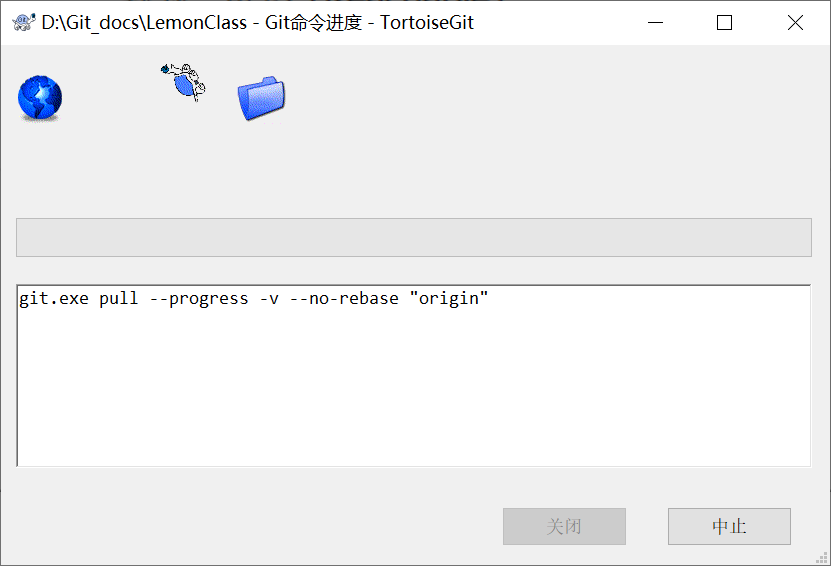 D:\Git_docs\LemonClass - Git命令进度 - TortoiseGit
git.exe pull --progress -v --no-rebase "origin"
关闭
中止